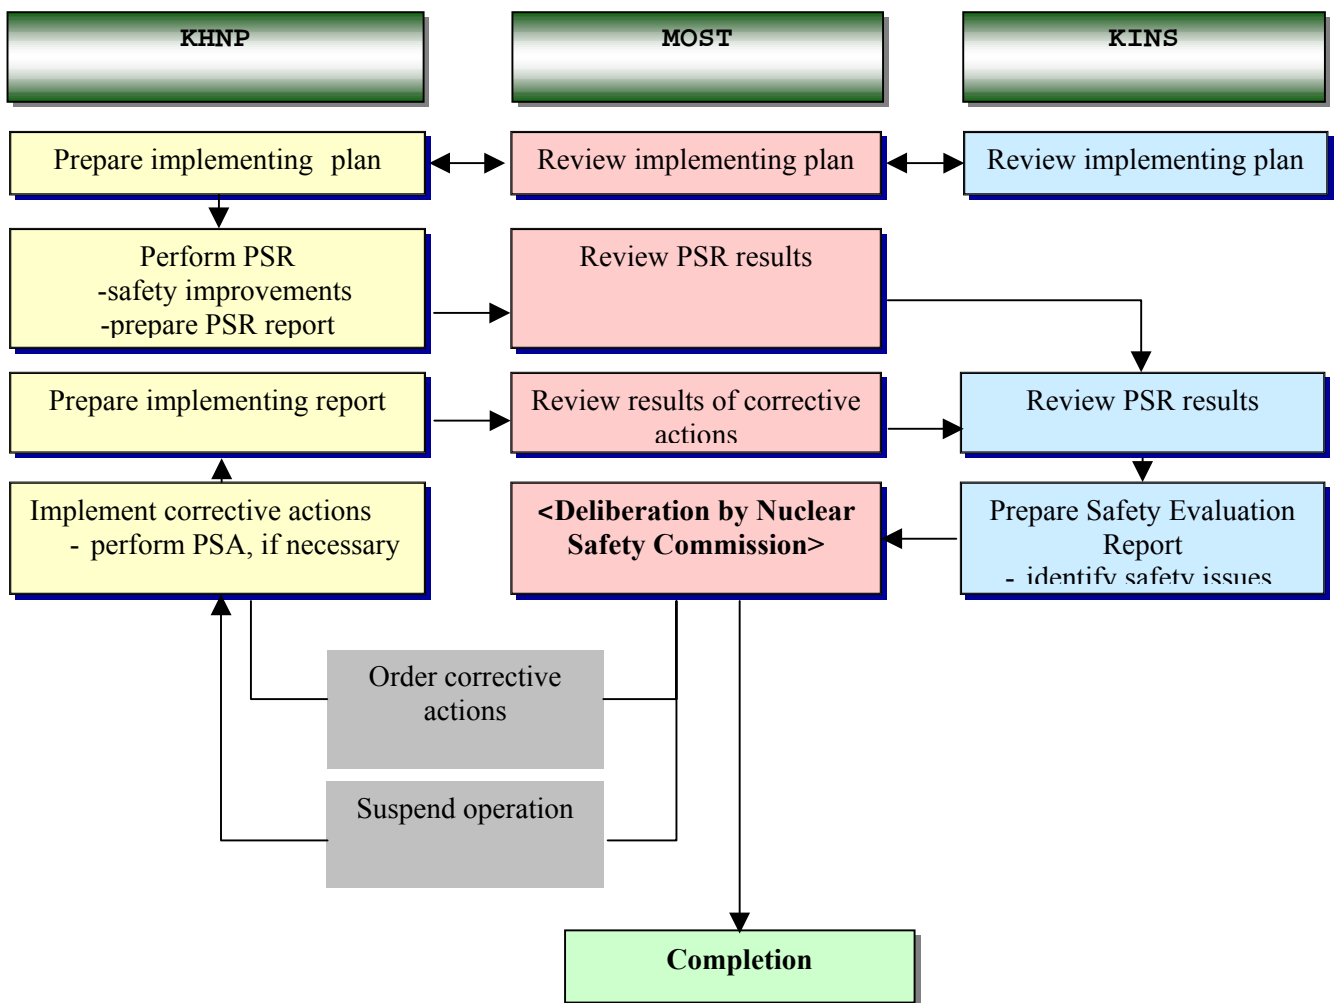 KHNP
MOST
KINS
Prepare implementing plan
Review implementing plan
Review implementing plan
Perform PSR
-safety improvements
-prepare PSR report
Review PSR results
Prepare implementing report
Review results of corrective
actions
Review PSR results
Implement corrective actions
- perform PSA, if necessary
<Deliberation by Nuclear
Safety Commission>
Prepare Safety Evaluation
Report
- identify safety issues
Order corrective
actions
Suspend operation
Completion